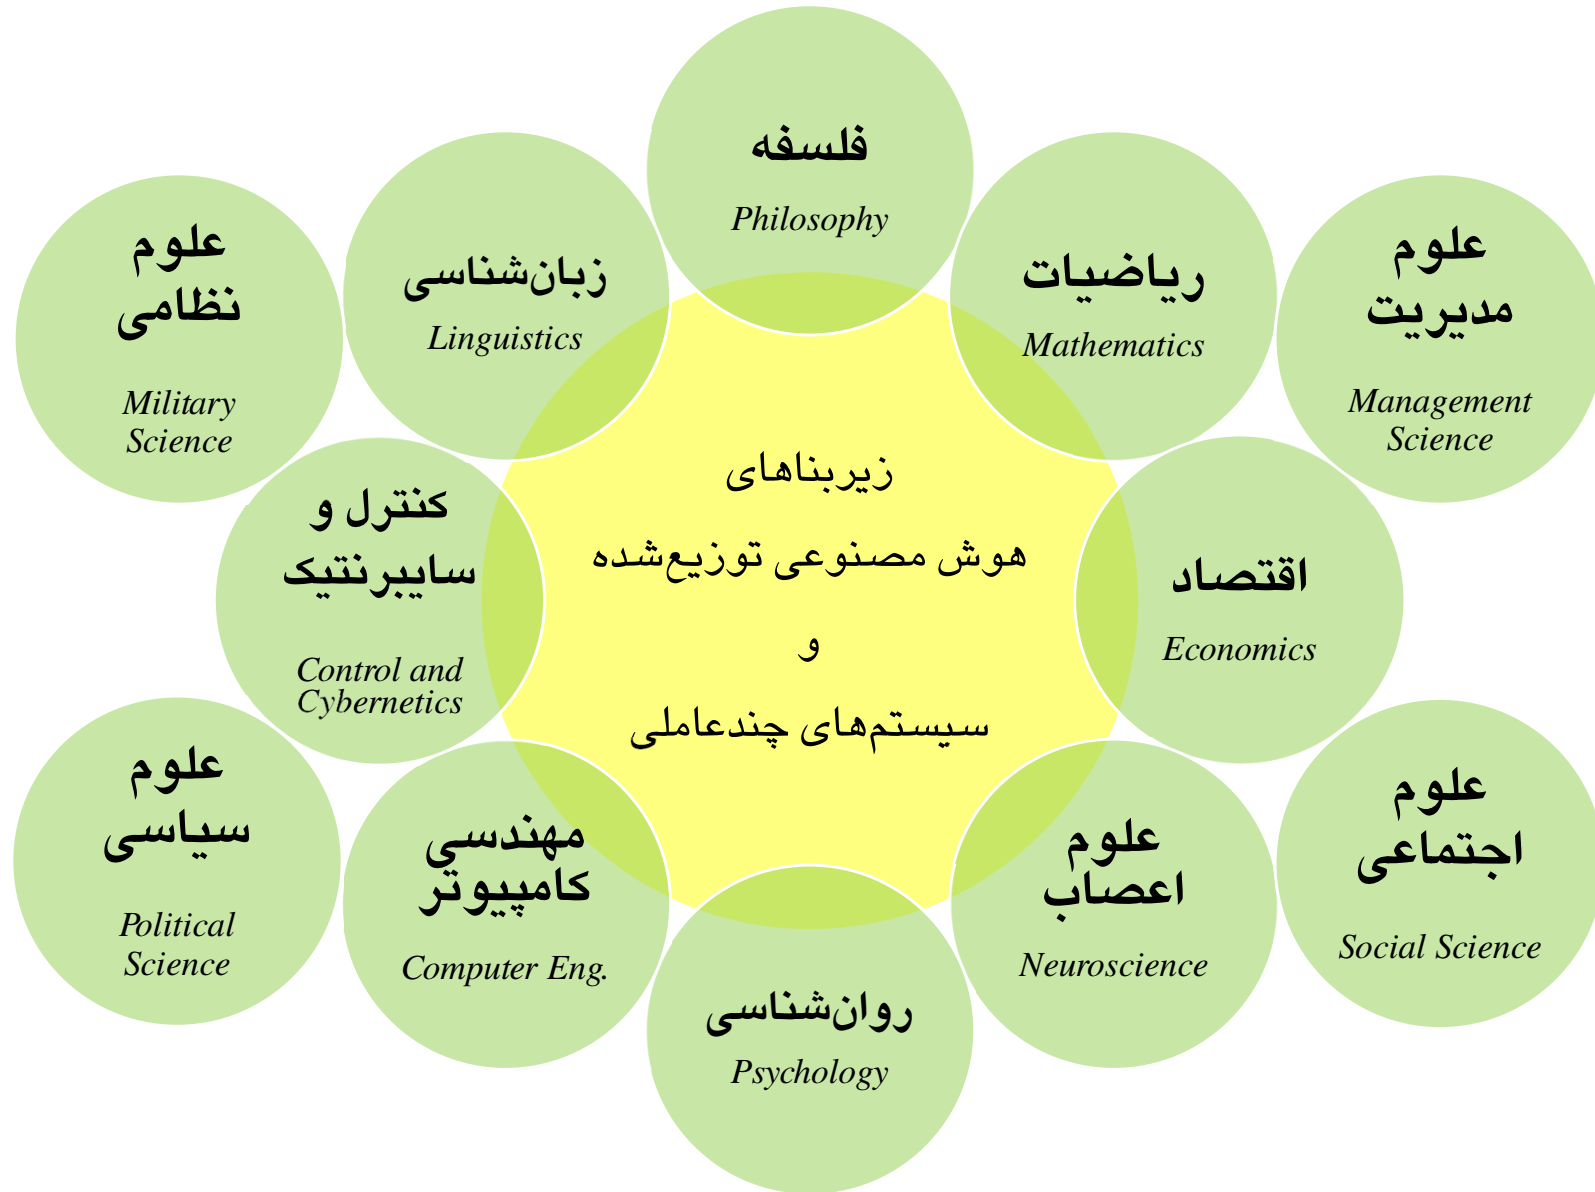 فلسفه
Philosophy
زبان‌شناسی
Linguistics
ریاضیات
Mathematics
علوم
نظامی
Military
Science
علوم
مدیریت
Management
Science
کنترل و
سایبرنتیک
Control and
Cybernetics
زیربناهای
هوش مصنوعی توزیع‌شده
و
سیستم‌های چندعاملی
اقتصاد
Economics
علوم
سیاسی
Political
Science
مهندسی
کامپیوتر
Computer Eng.
روان‌شناسی
Psychology
علوم
اعصاب
Neuroscience
علوم
اجتماعی
Social Science